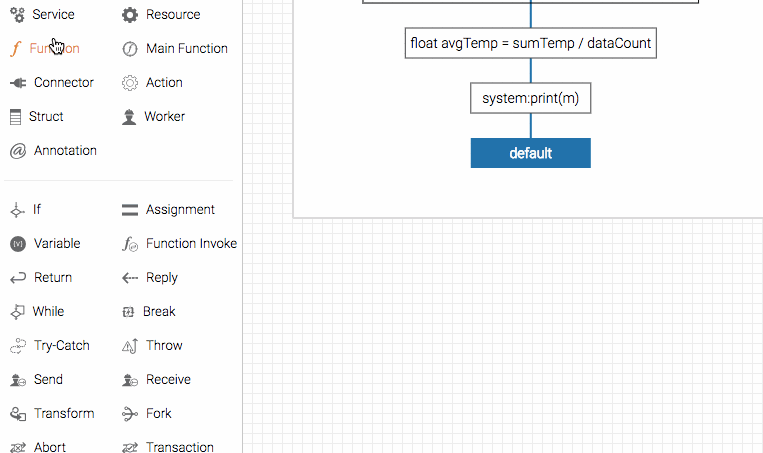 Service
Resource
Function
Main Function
Connector
Action
Struct
Worker
Annotation
If
Assignment
Variable
Function Invoke
Return
Reply
While
Break
Try-Catch
Throw
Send
Receive
Transform
Fork
Abort
Transaction
float avgTemp = sumTemp / dataCount
system:print(m)
default